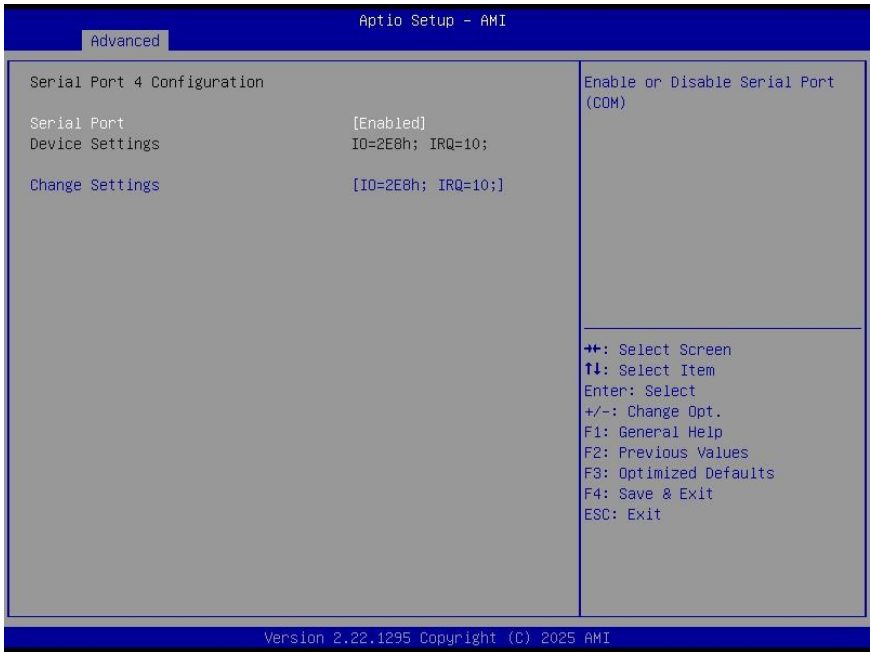 Aptio Setup – AMI
Advanced
Serial Port 4 Configuration
Serial Port [Enabled]
Device Settings IO=2E8h; IRQ=10;
Change Settings [IO=2E8h; IRQ=10;]
Enable or Disable Serial Port
(COM)
→←: Select Screen
↑↓: Select Item
Enter: Select
+/-: Change Opt.
F1: General Help
F2: Previous Values
F3: Optimized Defaults
F4: Save & Exit
ESC: Exit
Version 2.22.1295 Copyright (C) 2025 AMI